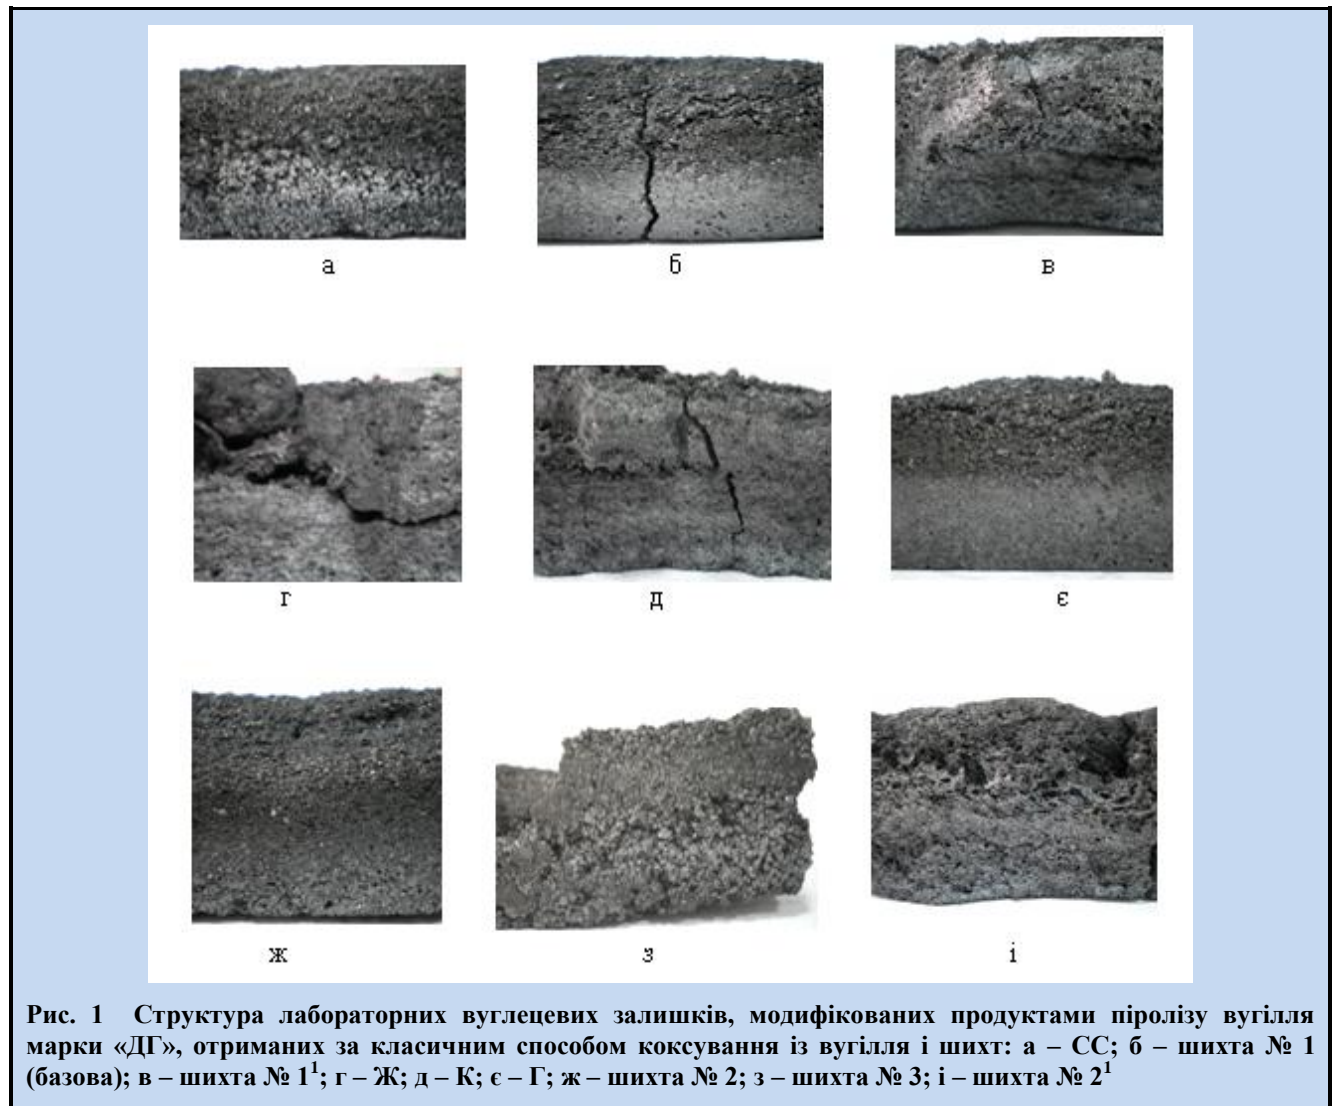 а
б
в
г
д
є
ж
з
і
Рис. 1 Структура лабораторних вуглецевих залишків, модифікованих продуктами піролізу вугілля
марки «ДГ», отриманих за класичним способом коксування із вугілля і шихт: а – СС; б – шихта № 1
(базова); в – шихта № 1¹; г – Ж; д – К; є – Г; ж – шихта № 2; з – шихта № 3; і – шихта № 2¹